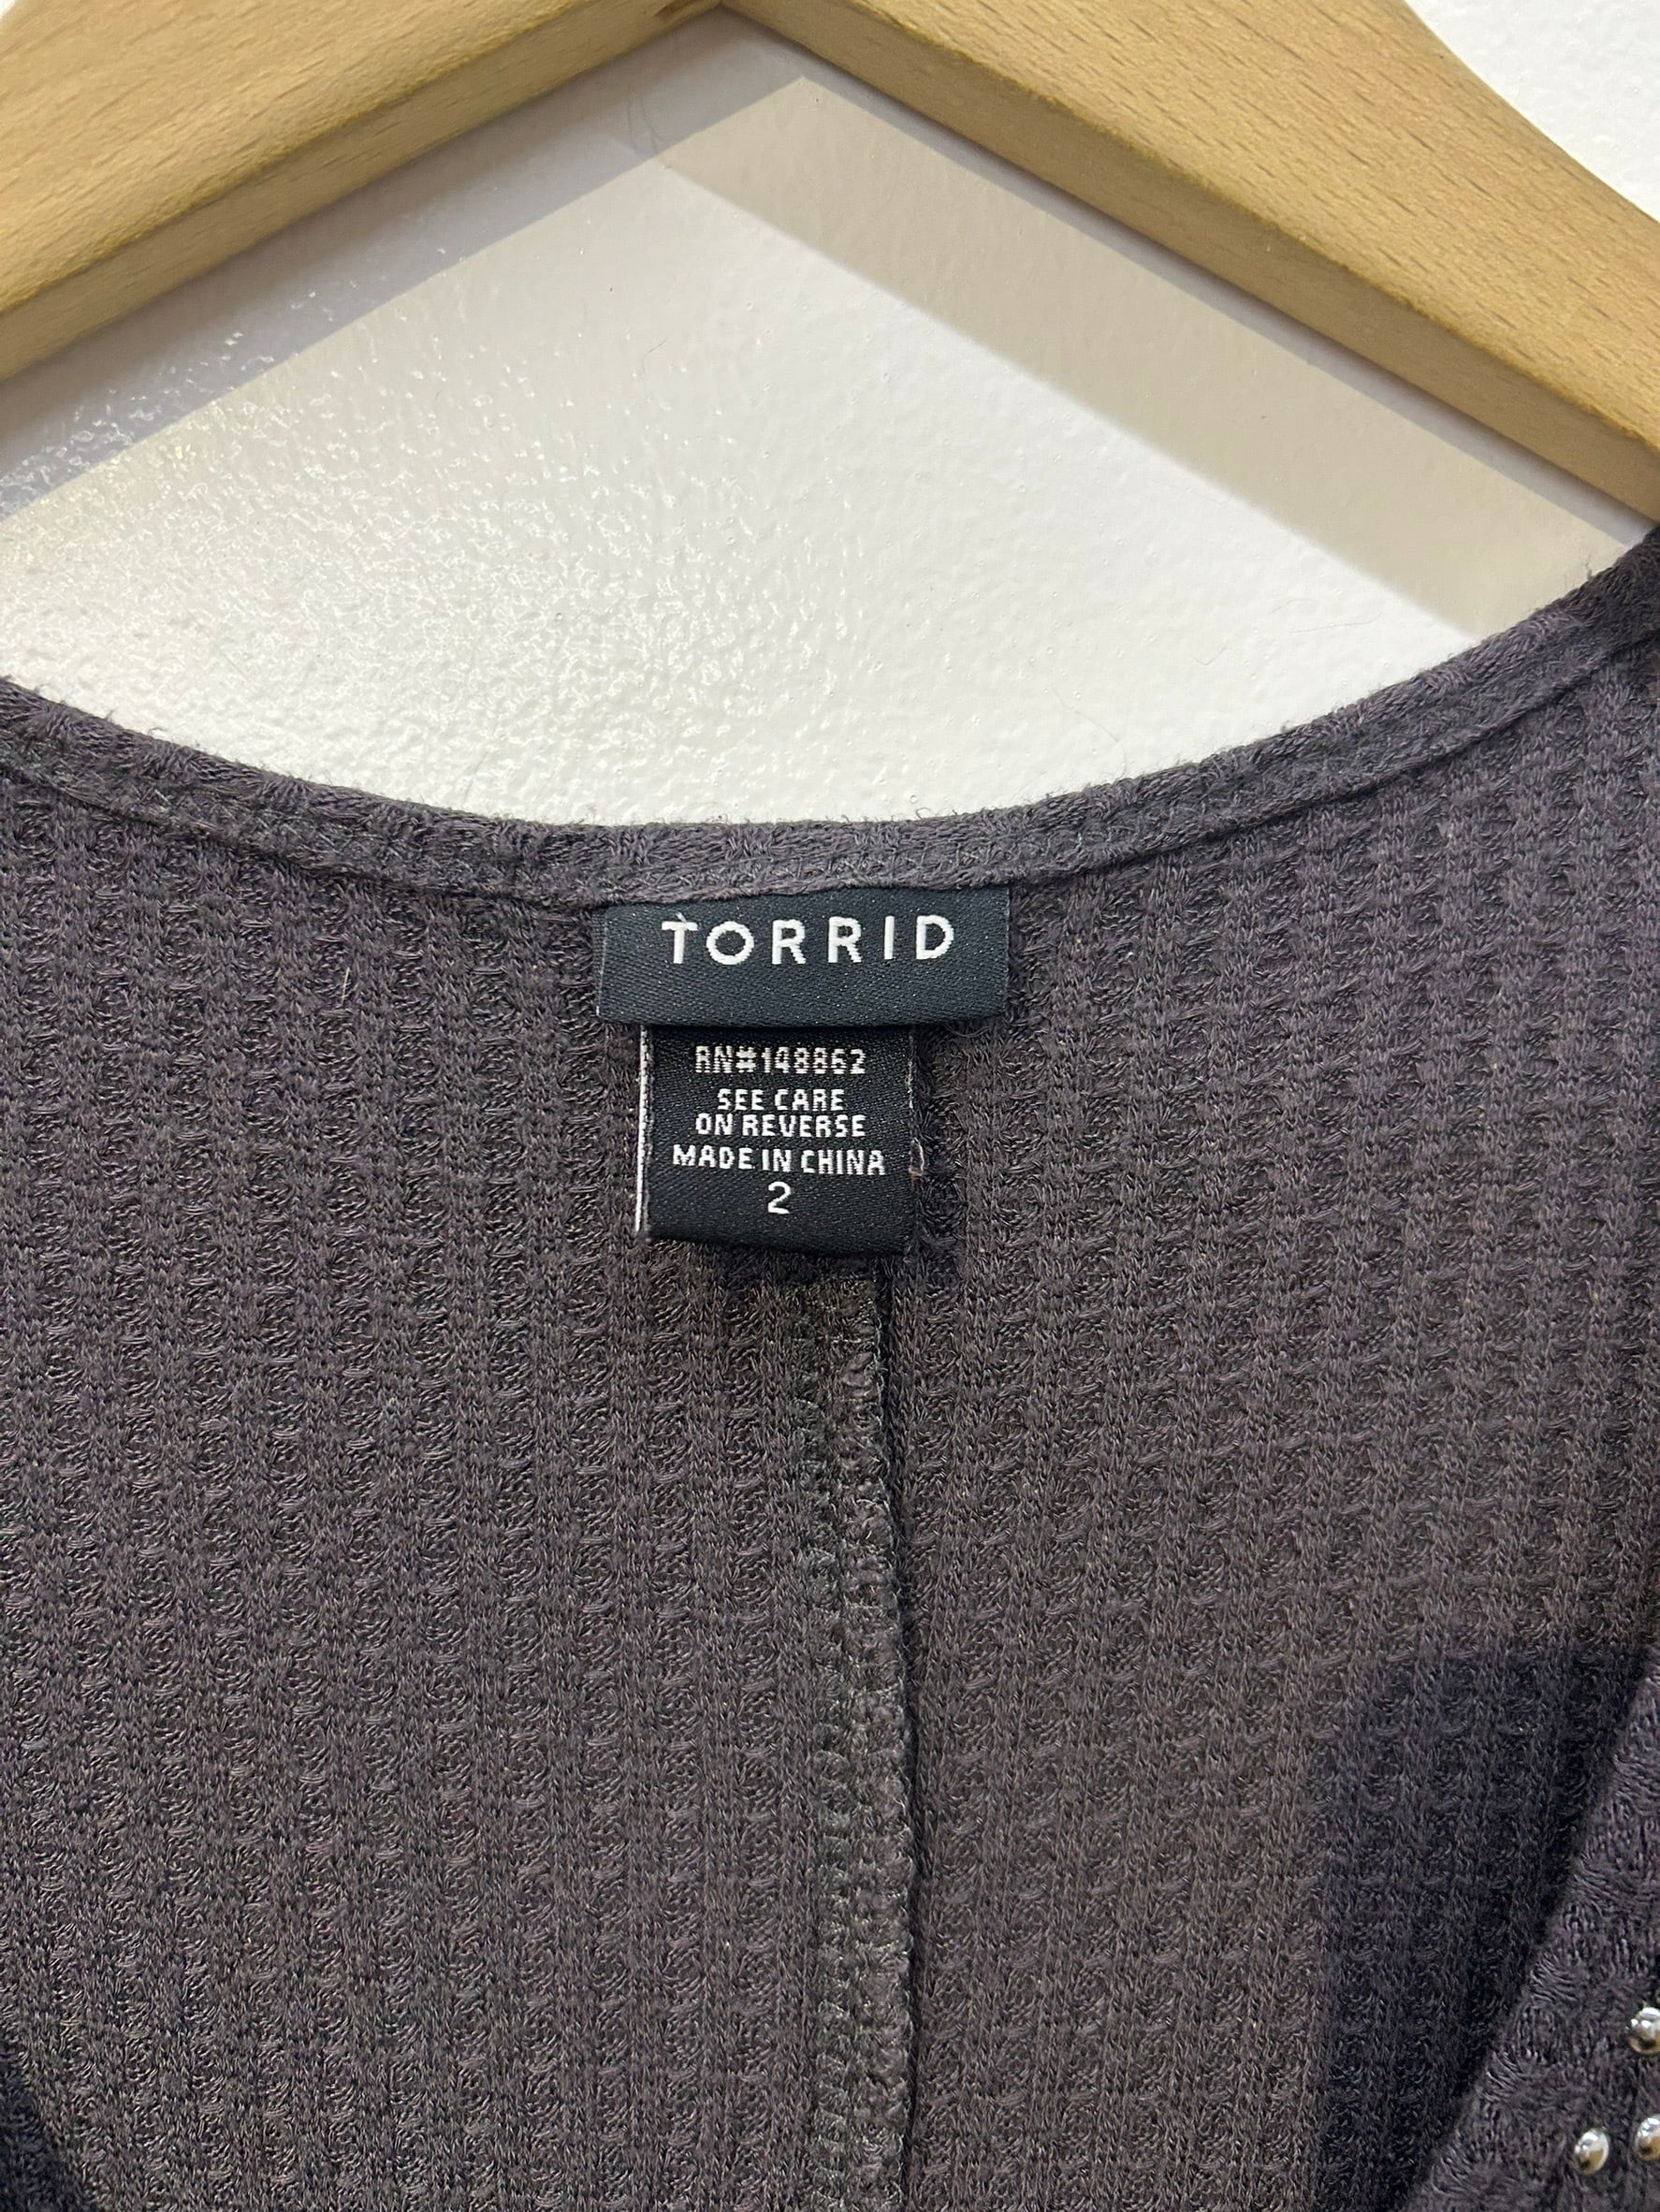 TORRID
RN#148862
SEE CARE
ON REVERSE
MADE IN CHINA
2